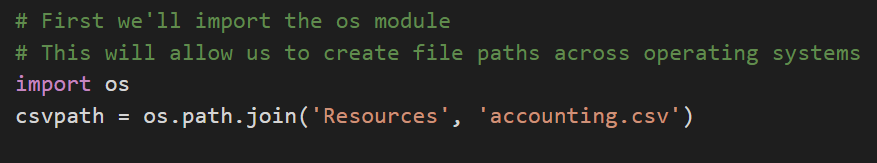 # First we'll import the os module
# This will allow us to create file paths across operating systems
import os
csvpath = os.path.join('Resources', 'accounting.csv')